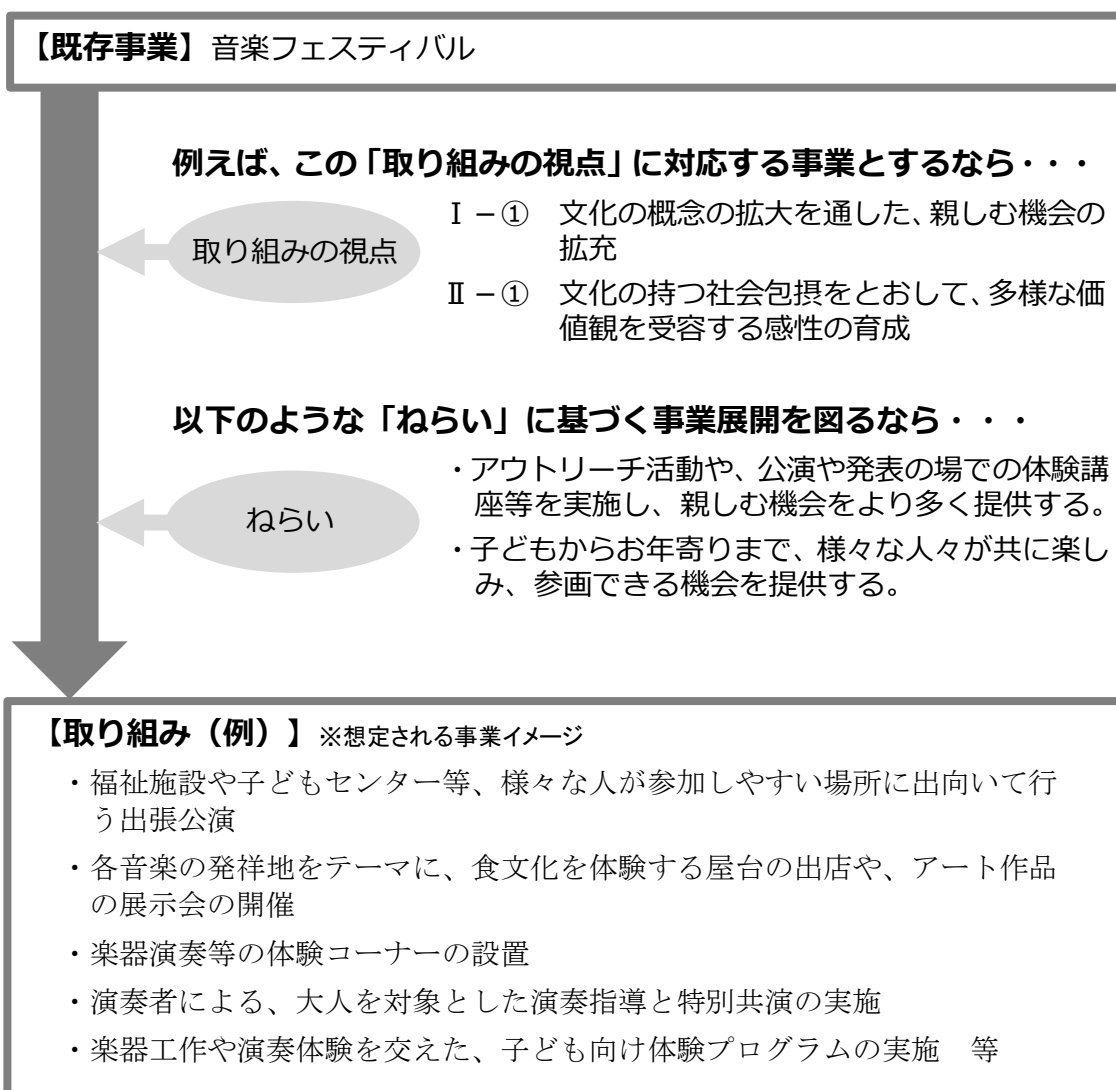 【既存事業】音楽フェスティバル
例えば、この「取り組みの視点」に対応する事業とするなら・・・
取り組みの視点
Ⅰ－① 文化の概念の拡大を通した、親しむ機会の
拡充
Ⅱ－① 文化の持つ社会包摂をとおして、多様な価
値観を受容する感性の育成
以下のような「ねらい」に基づく事業展開を図るなら・・・
ねらい
・アウトリーチ活動や、公演や発表の場での体験講
座等を実施し、親しむ機会をより多く提供する。
・子どもからお年寄りまで、様々な人々が共に楽し
み、参画できる機会を提供する。
【取り組み（例）】※想定される事業イメージ
・福祉施設や子どもセンター等、様々な人が参加しやすい場所に出向いて行
う出張公演
・各音楽の発祥地をテーマに、食文化を体験する屋台の出店や、アート作品
の展示会の開催
・楽器演奏等の体験コーナーの設置
・演奏者による、大人を対象とした演奏指導と特別共演の実施
・楽器工作や演奏体験を交えた、子ども向け体験プログラムの実施　等